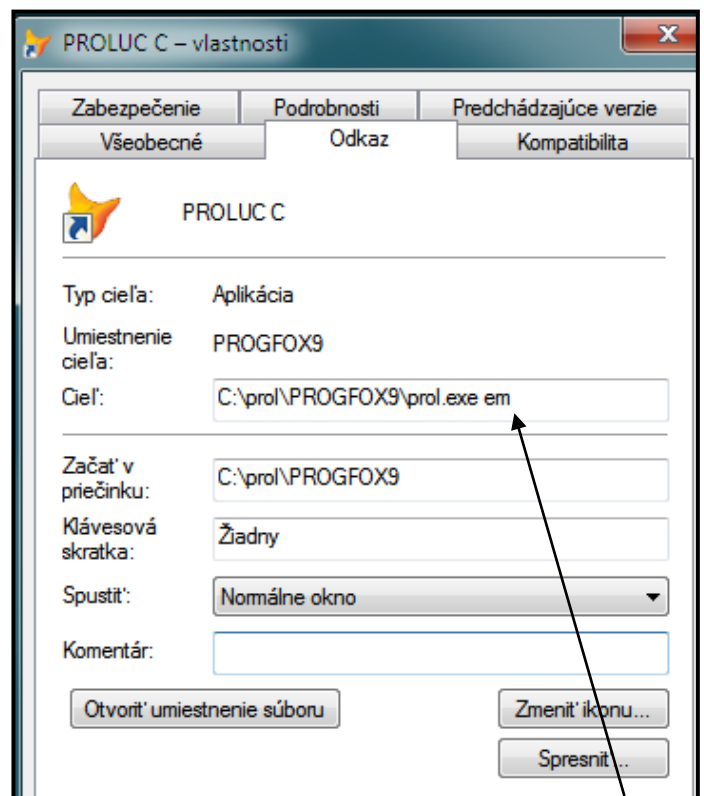 PROLUC C – vlastnosti
x
Zabezpečenie Podrobnosti Predchádzajúce verzie
Všeobecné Odkaz Kompatibilita
PROLUC C
Typ cieľa: Aplikácia
Umiestnenie
cieľa:
PROGFOX9
Cieľ: C:\prol\PROGFOX9\prol.exe em
Začať v
priečinku:
C:\prol\PROGFOX9
Klávesová
skratka:
Žiadny
Spustiť: Normálne okno
Komentár:
Otvoriť umiestnenie súboru Zmeniť ikonu...
Spresniť...